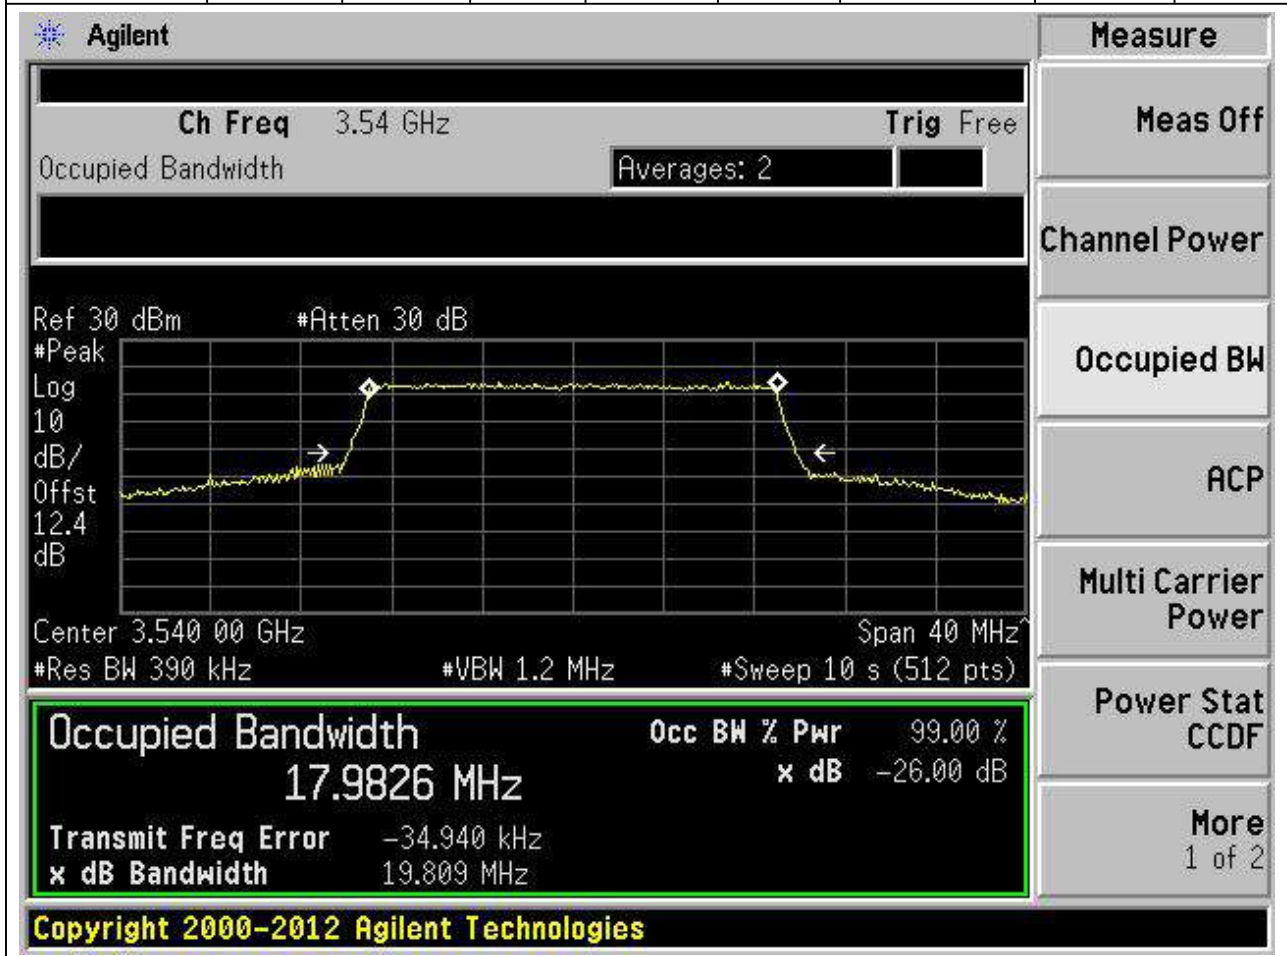 Agilent
Measure
Ch Freq 3.54 GHz Trig Free
Occupied Bandwidth Averages: 2
Meas Off
Channel Power
Occupied BW
ACP
Multi Carrier
Power
Power Stat
CCDF
More
1 of 2
Ref 30 dBm #Atten 30 dB
#Peak
Log
10
dB/
Offst
12.4
dB
Center 3.540 00 GHz Span 40 MHz^
#Res BW 390 kHz #VBW 1.2 MHz #Sweep 10 s (512 pts)
Occupied Bandwidth Occ BW % Pwr 99.00 %
17.9826 MHz x dB -26.00 dB
Transmit Freq Error -34.940 kHz
x dB Bandwidth 19.809 MHz
Copyright 2000-2012 Agilent Technologies